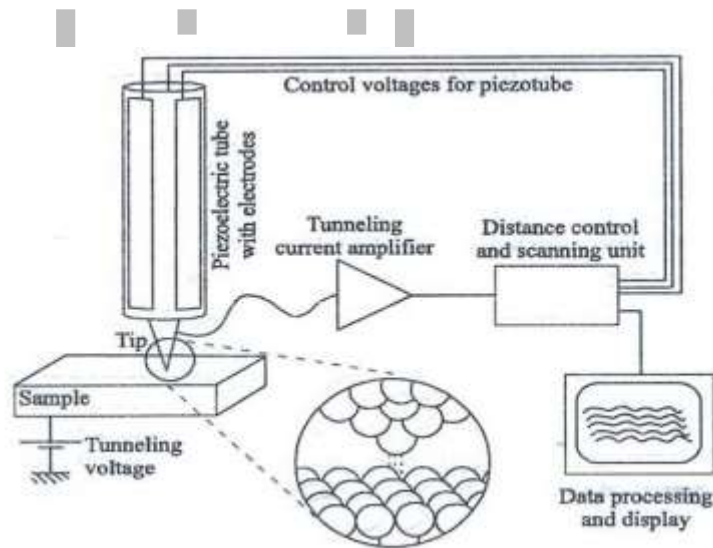 Control voltages for piezotube
Piezoelectric tube
with electrodes
Tunneling
current amplifier
Distance control
and scanning unit
Tip
Sample
Tunneling
voltage
Data processing
and display